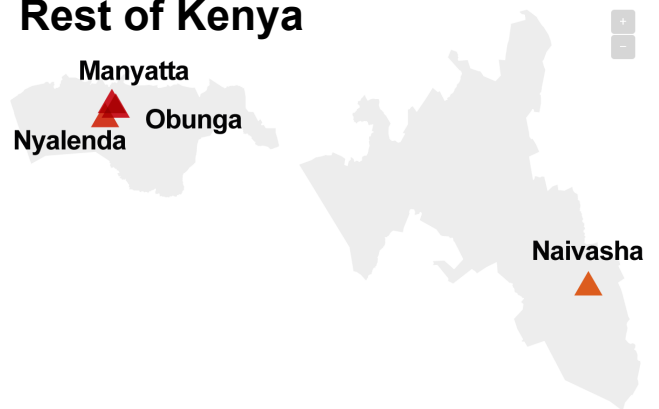 Rest of Kenya
Manyatta
Obunga
Nyalenda
Naivasha
+
−